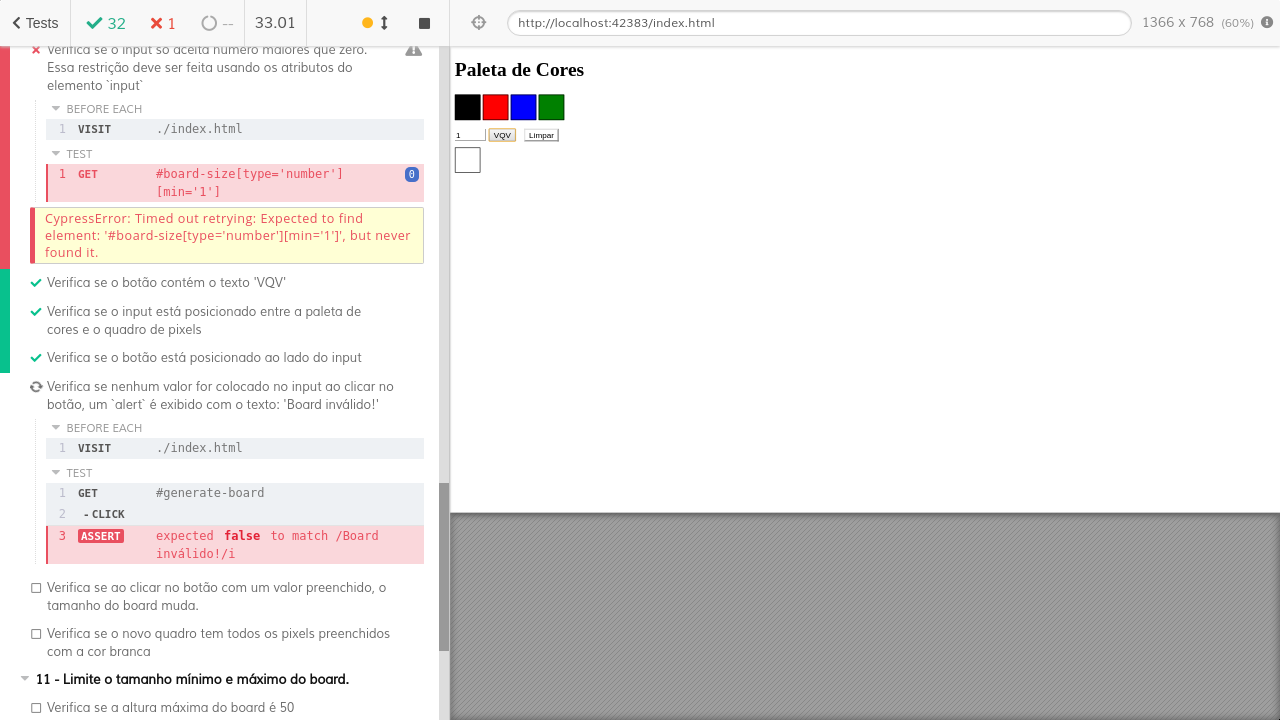 Tests 32 1 -- 33.01 http://localhost:42383/index.html 1366 x 768 (60%)
Verifica se o input só aceita número maiores que zero.
Essa restrição deve ser feita usando os atributos do
elemento `input`
BEFORE EACH
1 VISIT ./index.html
TEST
1 GET #board-size[type='number'] 0
[min='1']
CypressError: Timed out retrying: Expected to find
element: '#board-size[type='number'][min='1']', but never
found it.
Verifica se o botão contém o texto 'VQV'
Verifica se o input está posicionado entre a paleta de
cores e o quadro de pixels
Verifica se o botão está posicionado ao lado do input
Verifica se nenhum valor for colocado no input ao clicar no
botão, um `alert` é exibido com o texto: 'Board inválido!'
BEFORE EACH
1 VISIT ./index.html
TEST
1 GET #generate-board
2 - CLICK
3 ASSERT expected false to match /Board
inválido!/i
Verifica se ao clicar no botão com um valor preenchido, o
tamanho do board muda.
Verifica se o novo quadro tem todos os pixels preenchidos
com a cor branca
11 - Limite o tamanho mínimo e máximo do board.
Verifica se a altura máxima do board é 50
Paleta de Cores
1 VQV Limpar